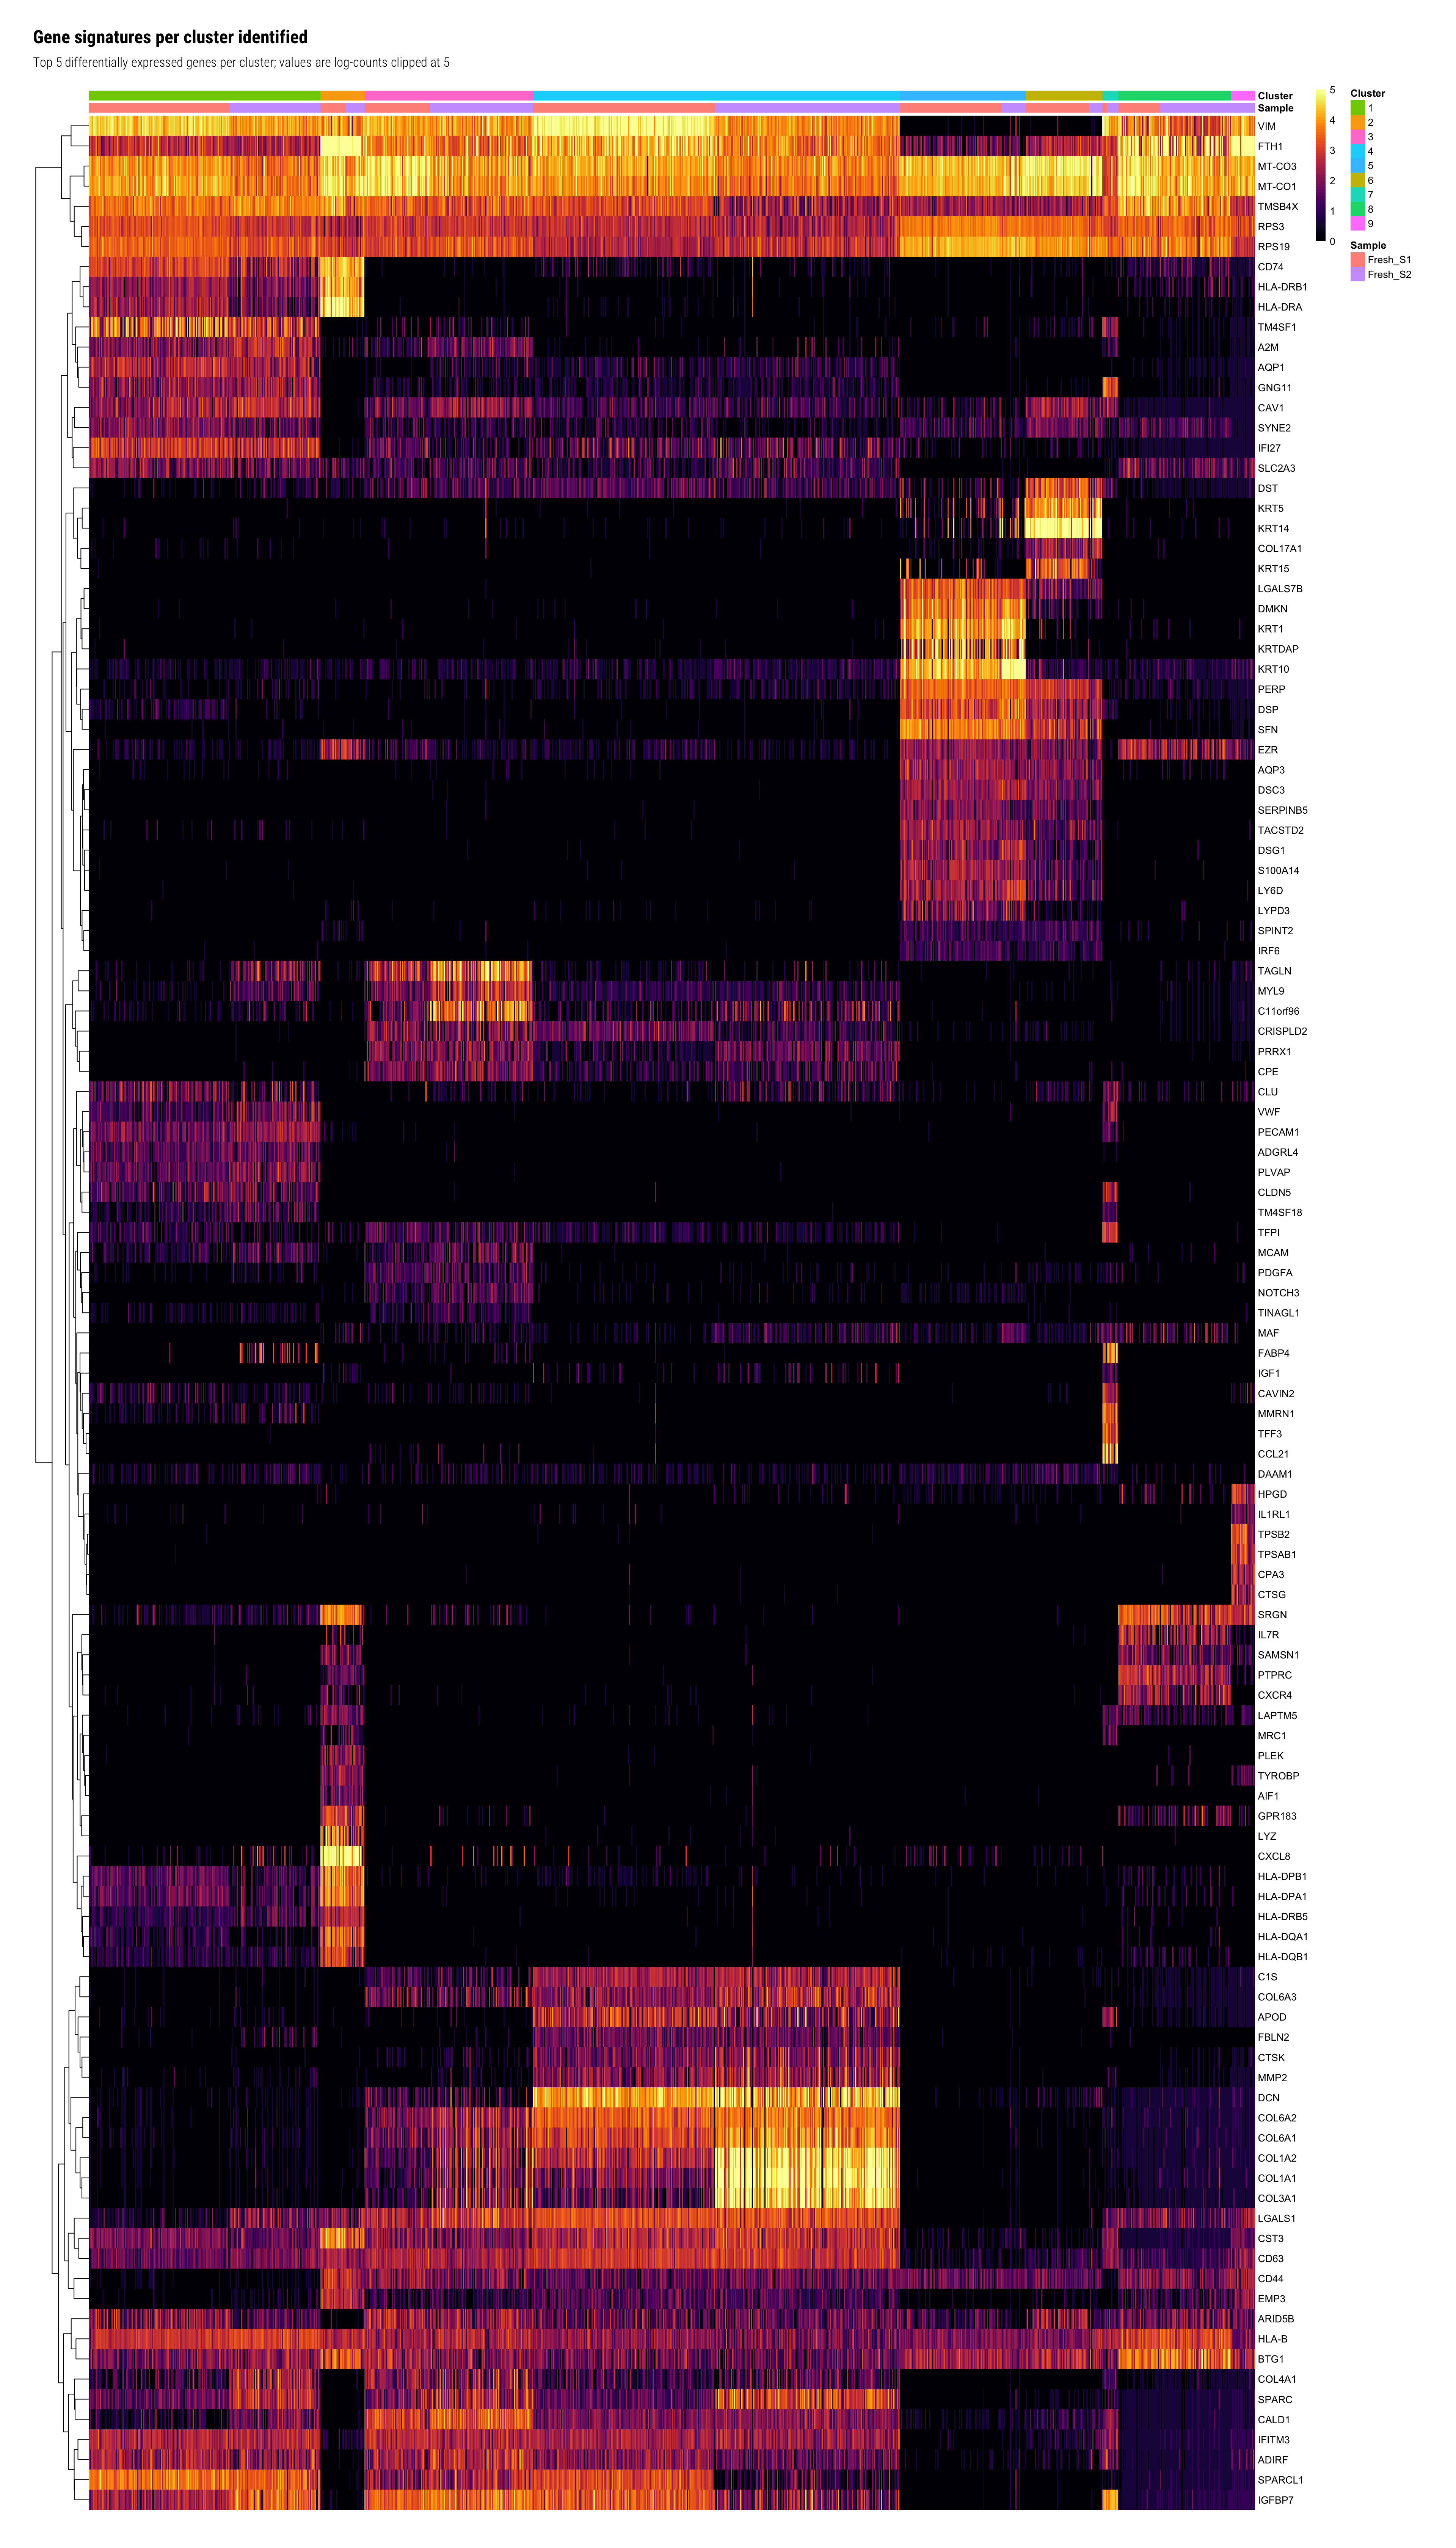 Gene signatures per cluster identified
Top 5 differentially expressed genes per cluster; values are log-counts clipped at 5
Cluster
Sample
VIM
FTH1
MT-CO3
MT-CO1
TMSB4X
RPS3
RPS19
CD74
HLA-DRB1
HLA-DRA
TM4SF1
A2M
AQP1
GNG11
CAV1
SYNE2
IFI27
SLC2A3
DST
KRT5
KRT14
COL17A1
KRT15
LGALS7B
DMKN
KRT1
KRTDAP
KRT10
PERP
DSP
SFN
EZR
AQP3
DSC3
SERPINB5
TACSTD2
DSG1
S100A14
LY6D
LYPD3
SPINT2
IRF6
TAGLN
MYL9
C11orf96
CRISPLD2
PRRX1
CPE
CLU
VWF
PECAM1
ADGRL4
PLVAP
CLDN5
TM4SF18
TFPI
MCAM
PDGFA
NOTCH3
TINAGL1
MAF
FABP4
IGF1
CAVIN2
MMRN1
TFF3
CCL21
DAAM1
HPGD
IL1RL1
TPSB2
TPSAB1
CPA3
CTSG
SRGN
IL7R
SAMSN1
PTPRC
CXCR4
LAPTM5
MRC1
PLEK
TYROBP
AIF1
GPR183
LYZ
CXCL8
HLA-DPB1
HLA-DPA1
HLA-DRB5
HLA-DQA1
HLA-DQB1
C1S
COL6A3
APOD
FBLN2
CTSK
MMP2
DCN
COL6A2
COL6A1
COL1A2
COL1A1
COL3A1
LGALS1
CST3
CD63
CD44
EMP3
ARID5B
HLA-B
BTG1
COL4A1
SPARC
CALD1
IFITM3
ADIRF
SPARCL1
IGFBP7
5
4
3
2
1
0
Cluster
1
2
3
4
5
6
7
8
9
Sample
Fresh_S1
Fresh_S2